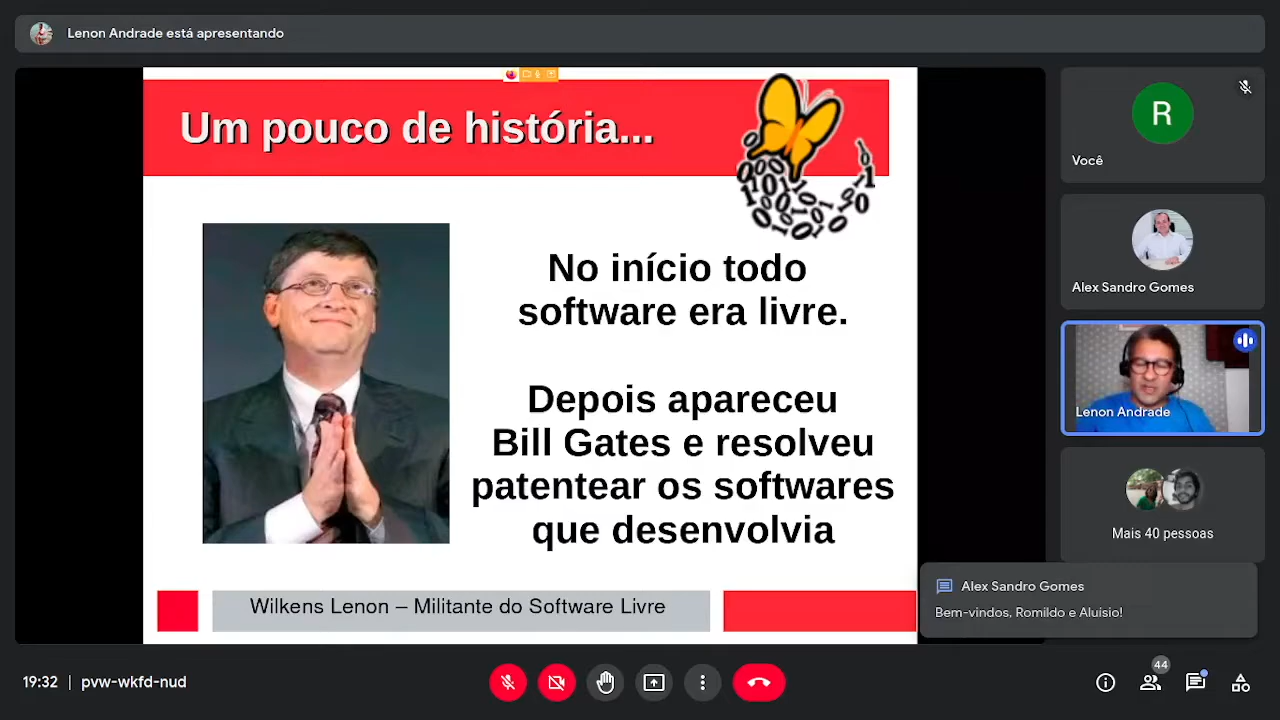 Lenon Andrade está apresentando
Um pouco de história...
No início todo
software era livre.
Depois apareceu
Bill Gates e resolveu
patentear os softwares
que desenvolvia
Wilkens Lenon – Militante do Software Livre
R
Você
Alex Sandro Gomes
Lenon Andrade
Mais 40 pessoas
Alex Sandro Gomes
Bem-vindos, Romildo e Aluísio!
19:32 | pvw-wkfd-nud
44